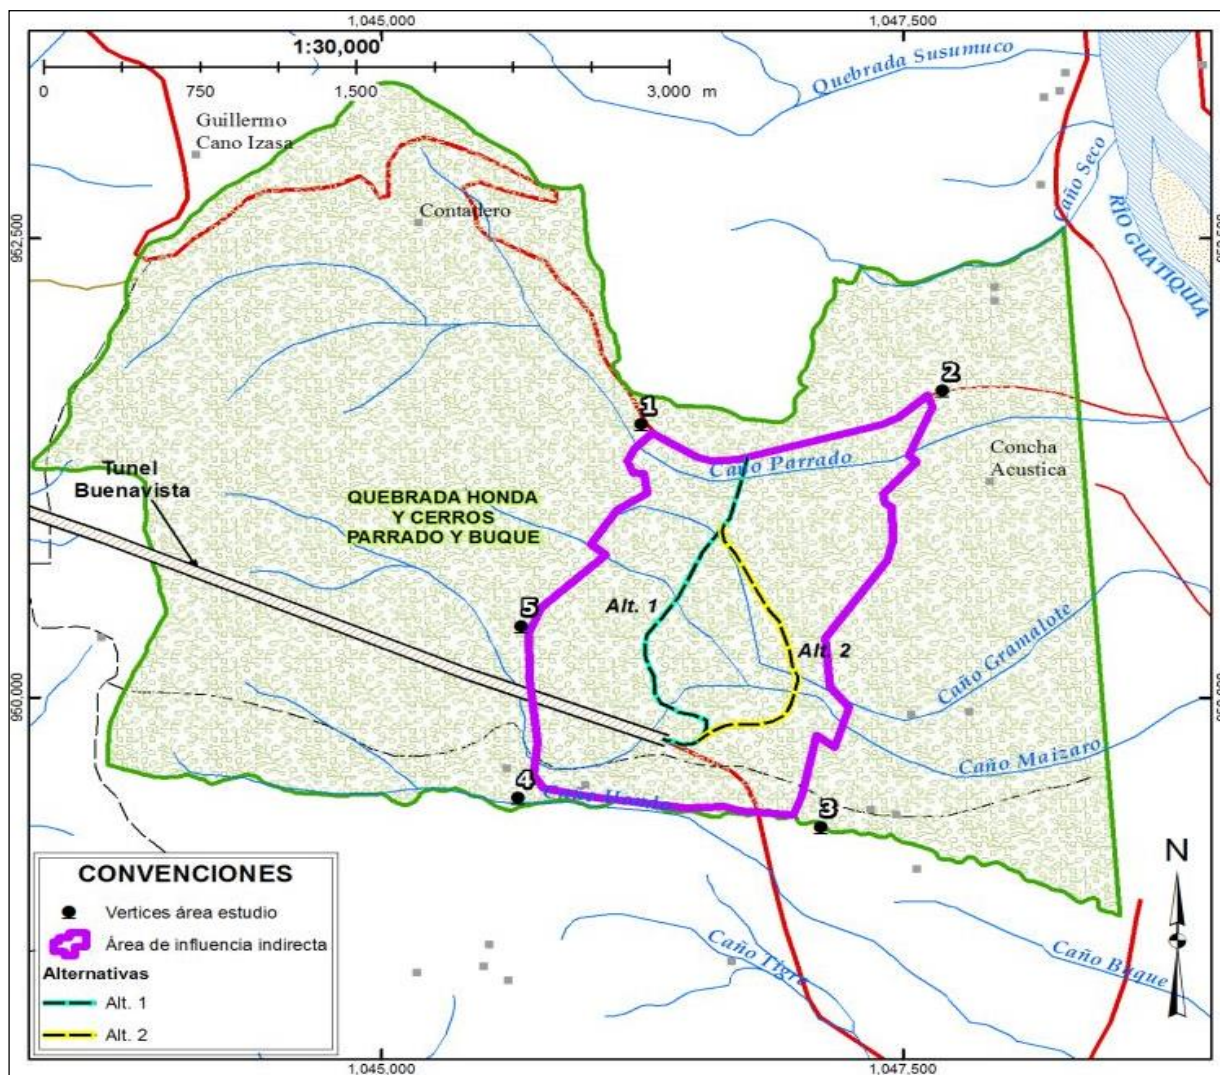 1,045,000
1,047,500
1:30,000
0 750 1,500 3,000 m
Quebrada Susumuco
Guillermo
Cano Izasa
Contadero
Caño Seco
RÍO GUATIQUIA
962,500
1
2
Caño Parrado
Concha
Acustica
Tunel
Buenavista
QUEBRADA HONDA
Y CERROS
PARRADO Y BUQUE
5
Alt. 1
Alt. 2
Caño Gramalote
960,000
Caño Maizaro
4
3
N
CONVENCIONES
Vertices área estudio
Área de influencia indirecta
Alternativas
Alt. 1
Alt. 2
Caño Tigre
Caño Buque
1,045,000
1,047,500